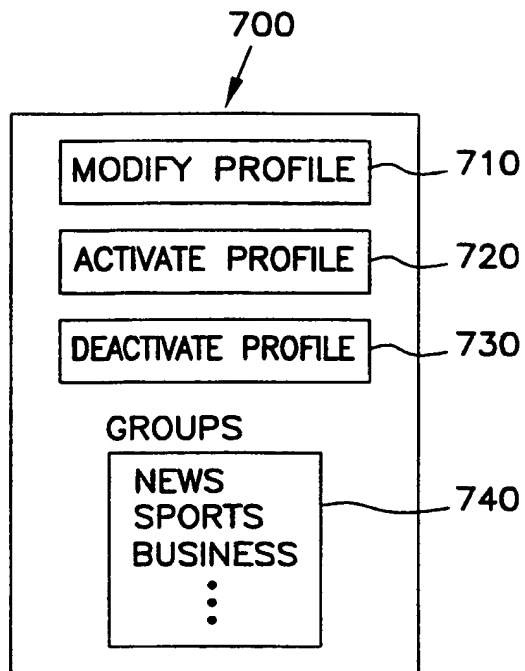 700
MODIFY PROFILE 710
ACTIVATE PROFILE 720
DEACTIVATE PROFILE 730
GROUPS
NEWS
SPORTS
BUSINESS
740